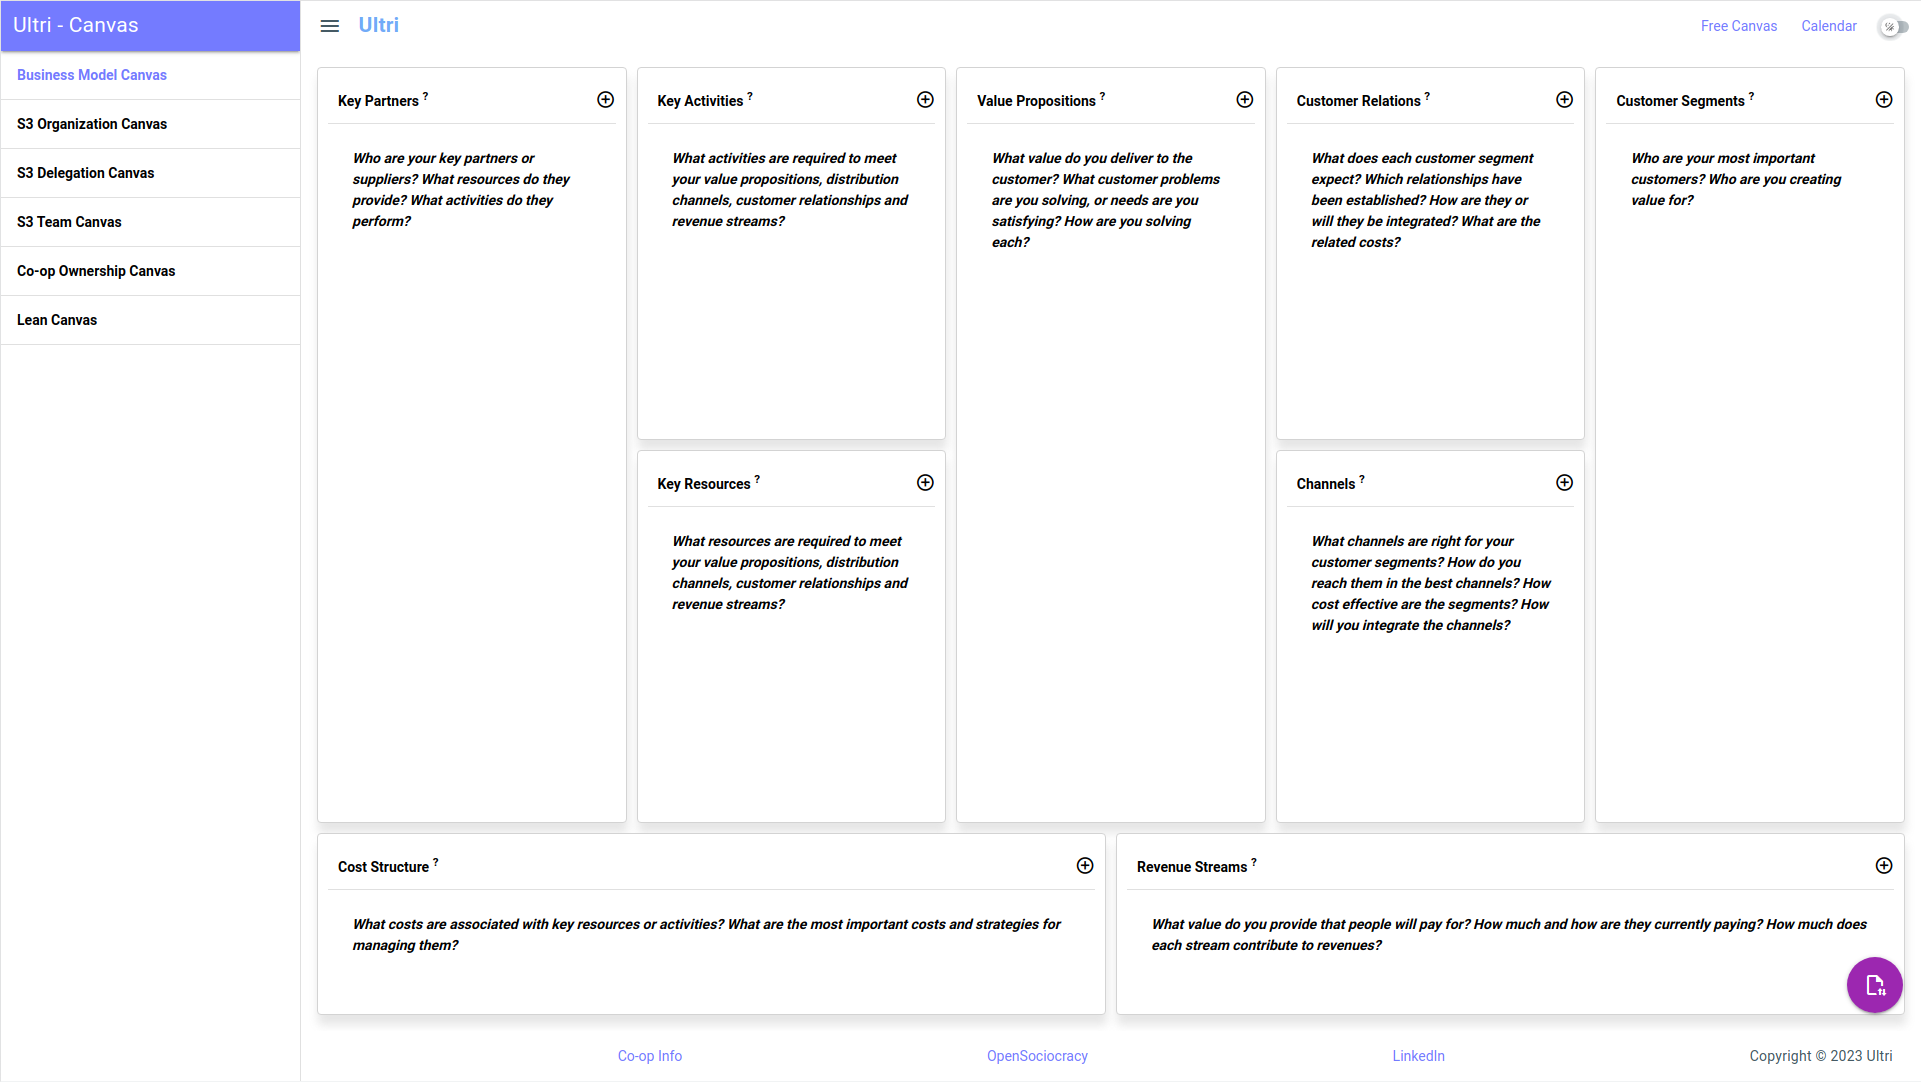 Ultri - Canvas
Business Model Canvas
S3 Organization Canvas
S3 Delegation Canvas
S3 Team Canvas
Co-op Ownership Canvas
Lean Canvas
Ultri
Free Canvas
Calendar
Key Partners ?
Who are your key partners or
suppliers? What resources do they
provide? What activities do they
perform?
Key Activities ?
What activities are required to meet
your value propositions, distribution
channels, customer relationships and
revenue streams?
Key Resources ?
What resources are required to meet
your value propositions, distribution
channels, customer relationships and
revenue streams?
Value Propositions ?
What value do you deliver to the
customer? What customer problems
are you solving, or needs are you
satisfying? How are you solving
each?
Customer Relations ?
What does each customer segment
expect? Which relationships have
been established? How are they or
will they be integrated? What are the
related costs?
Channels ?
What channels are right for your
customer segments? How do you
reach them in the best channels? How
cost effective are the segments? How
will you integrate the channels?
Customer Segments ?
Who are your most important
customers? Who are you creating
value for?
Cost Structure ?
What costs are associated with key resources or activities? What are the most important costs and strategies for
managing them?
Revenue Streams ?
What value do you provide that people will pay for? How much and how are they currently paying? How much does
each stream contribute to revenues?
Co-op Info
OpenSociocracy
LinkedIn
Copyright © 2023 Ultri